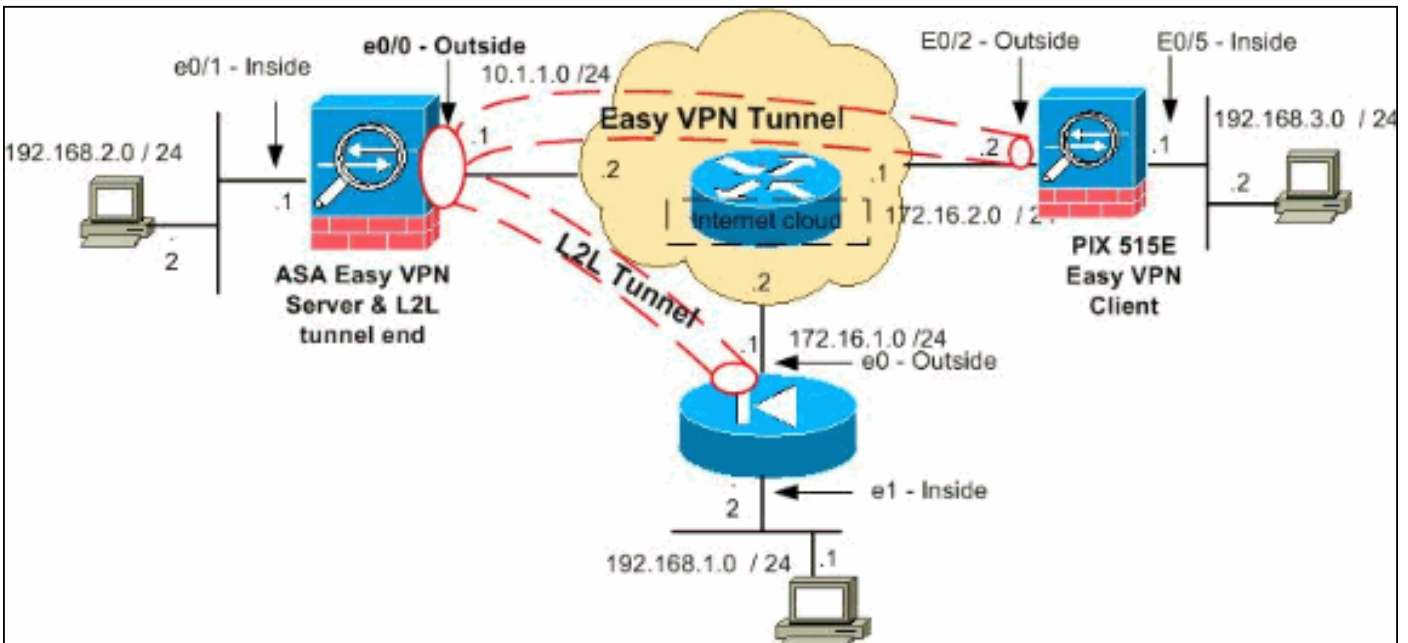 e0/0 - Outside
E0/2 - Outside
E0/5 - Inside
e0/1 - Inside
10.1.1.0 /24
Easy VPN Tunnel
192.168.3.0 / 24
192.168.2.0 / 24
.1
.2
.1
.2
.1
.1
.2
Internet cloud
172.16.2.0 / 24
.2
L2L Tunnel
ASA Easy VPN
Server & L2L
tunnel end
PIX 515E
Easy VPN
Client
.2
.1
172.16.1.0 /24
e0 - Outside
.2
e1 - Inside
192.168.1.0 / 24
.1